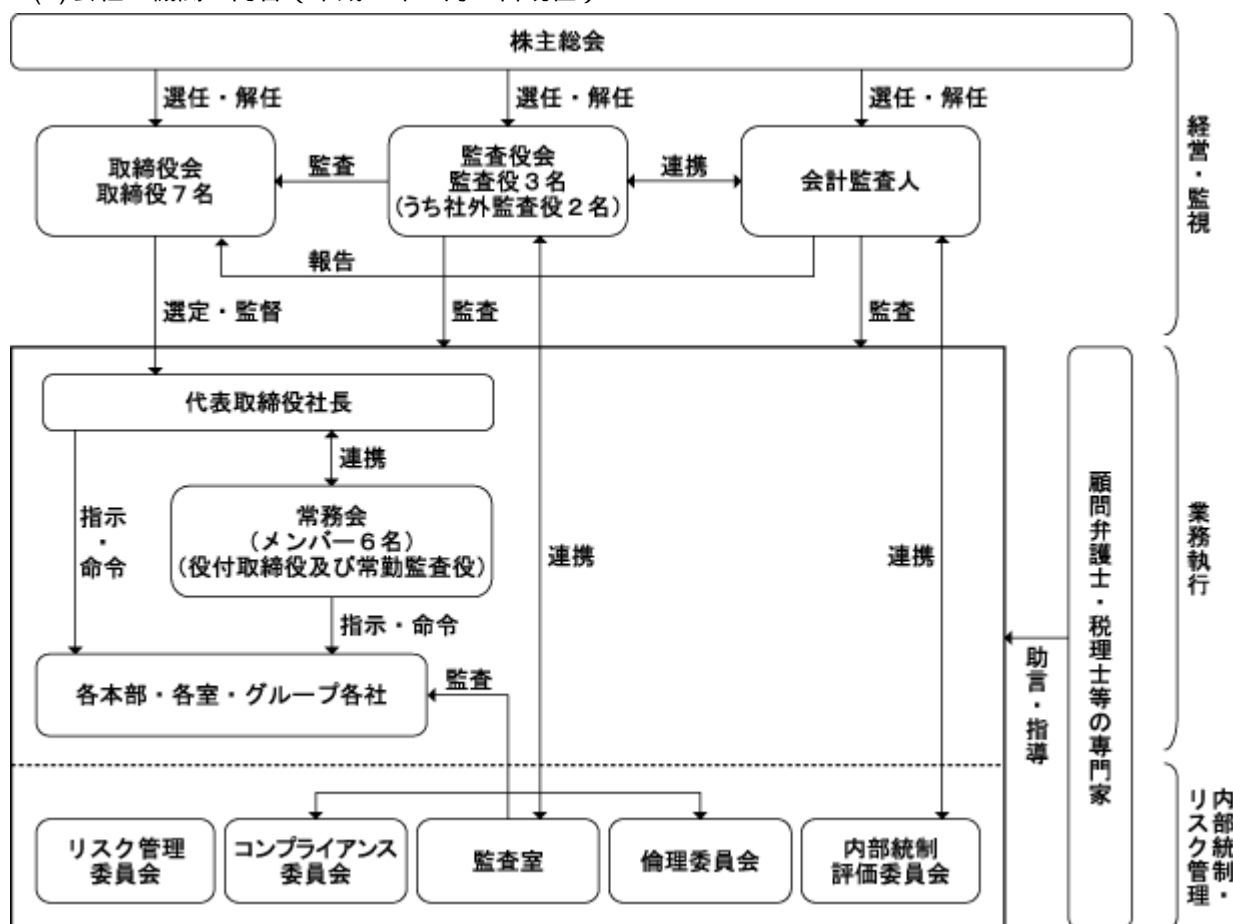 株主総会
選任・解任
選任・解任
選任・解任
取締役会
取締役7名
監査
監査役会
監査役3名
(うち社外監査役2名)
連携
会計監査人
報告
選定・監督
監査
監査
経営・監視
代表取締役社長
連携
指示
・
命令
常務会
(メンバー6名)
(役付取締役及び常勤監査役)
連携
連携
指示・命令
各本部・各室・グループ各社
監査
助言・指導
顧問弁護士・税理士等の専門家
業務執行
リスク管理
委員会
コンプライアンス
委員会
監査室
倫理委員会
内部統制
評価委員会
内部統制・
リスク管理